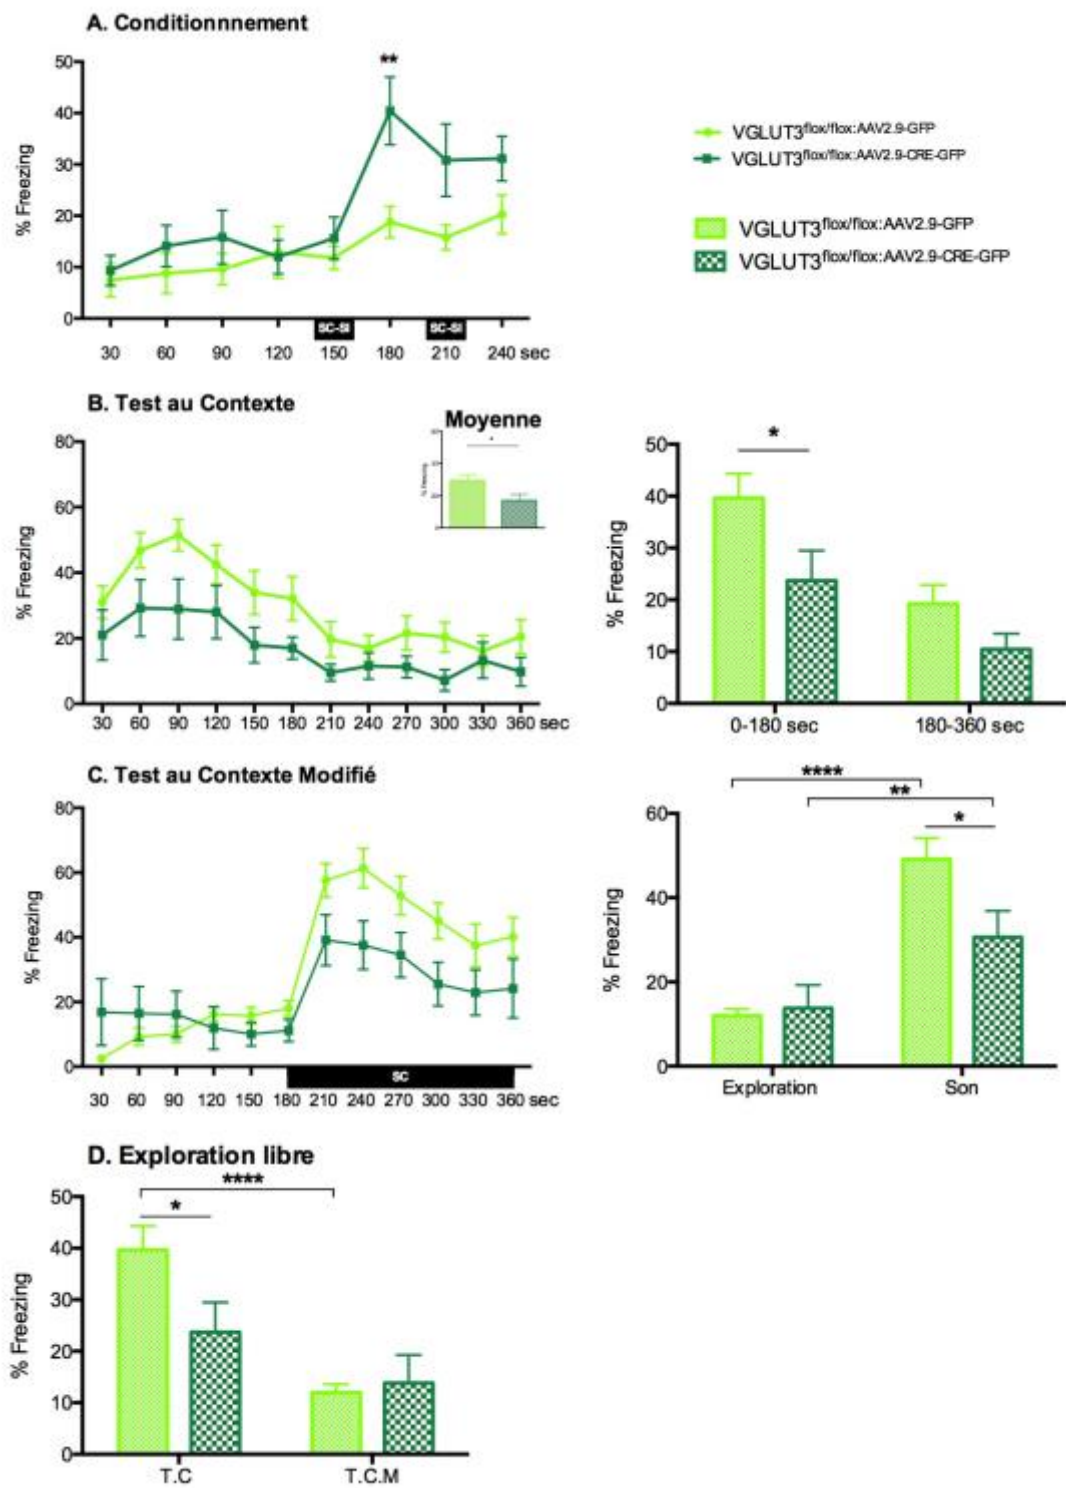 A. Conditionnnement
50
40
30
20
10
0
% Freezing
**
SC-SI
SC-SI
30 60 90 120 150 180 210 240 sec
VGLUT3flox/flox:AAV2.9-GFP
VGLUT3flox/flox:AAV2.9-CRE-GFP
VGLUT3flox/flox:AAV2.9-GFP
VGLUT3flox/flox:AAV2.9-CRE-GFP
B. Test au Contexte
80
60
40
20
0
% Freezing
30 60 90 120 150 180 210 240 270 300 330 360 sec
Moyenne
*
% Freezing
50
40
30
20
10
0
% Freezing
*
0-180 sec 180-360 sec
C. Test au Contexte Modifié
80
60
40
20
0
% Freezing
SC
30 60 90 120 150 180 210 240 270 300 330 360 sec
****
**
*
60
40
20
0
% Freezing
Exploration Son
D. Exploration libre
****
*
50
40
30
20
10
0
% Freezing
T.C T.C.M